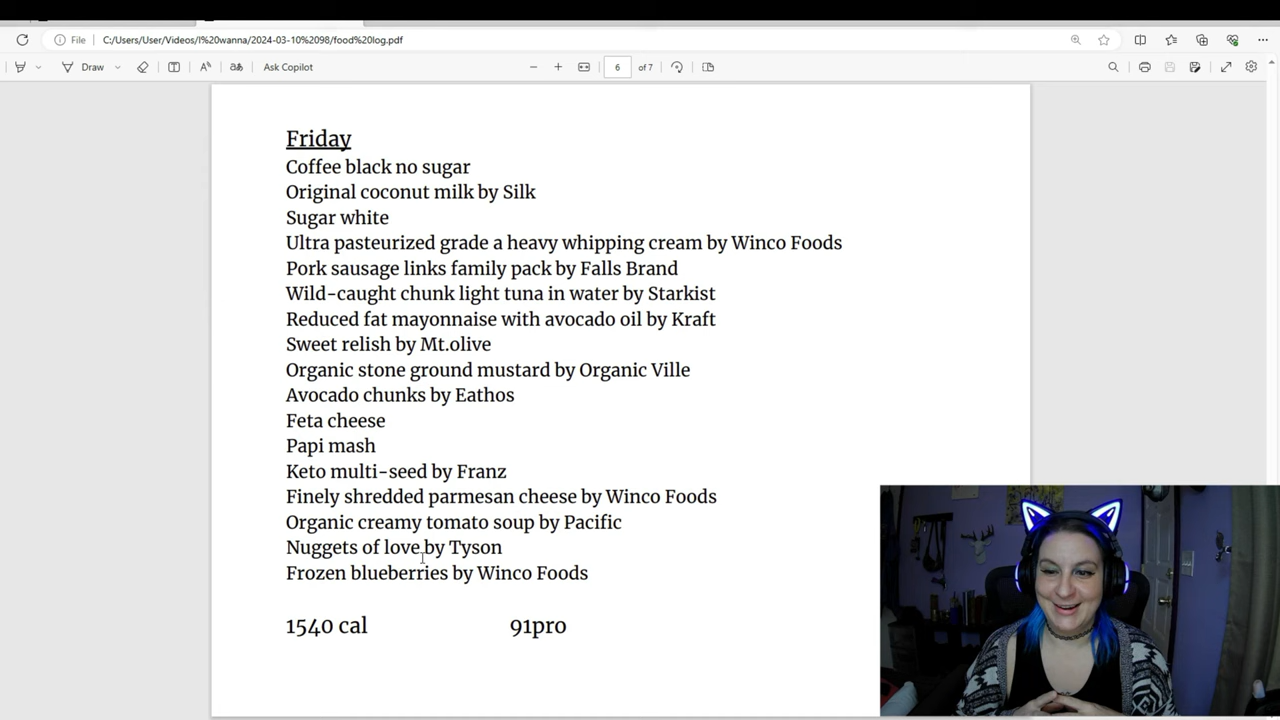 File
C:/Users/User/Videos/I%20wanna/2024-03-10%2098/food%20log.pdf
Draw
Ask Copilot
6 of 7
Friday
Coffee black no sugar
Original coconut milk by Silk
Sugar white
Ultra pasteurized grade a heavy whipping cream by Winco Foods
Pork sausage links family pack by Falls Brand
Wild-caught chunk light tuna in water by Starkist
Reduced fat mayonnaise with avocado oil by Kraft
Sweet relish by Mt.olive
Organic stone ground mustard by Organic Ville
Avocado chunks by Eathos
Feta cheese
Papi mash
Keto multi-seed by Franz
Finely shredded parmesan cheese by Winco Foods
Organic creamy tomato soup by Pacific
Nuggets of love by Tyson
Frozen blueberries by Winco Foods
1540 cal 91pro